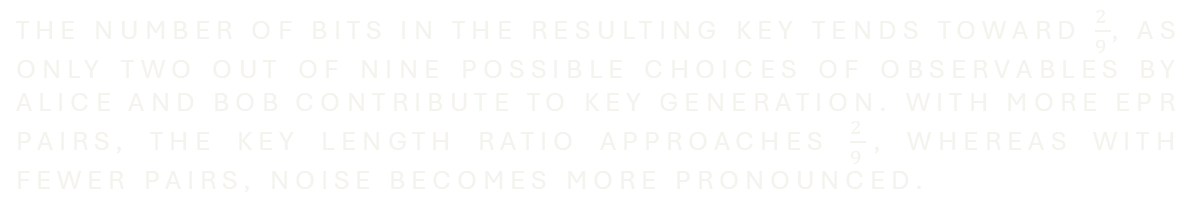 THE NUMBER OF BITS IN THE RESULTING KEY TENDS TOWARD 2/9, AS
ONLY TWO OUT OF NINE POSSIBLE CHOICES OF OBSERVABLES BY
ALICE AND BOB CONTRIBUTE TO KEY GENERATION. WITH MORE EPR
PAIRS, THE KEY LENGTH RATIO APPROACHES 2/9, WHEREAS WITH
FEWER PAIRS, NOISE BECOMES MORE PRONOUNCED.